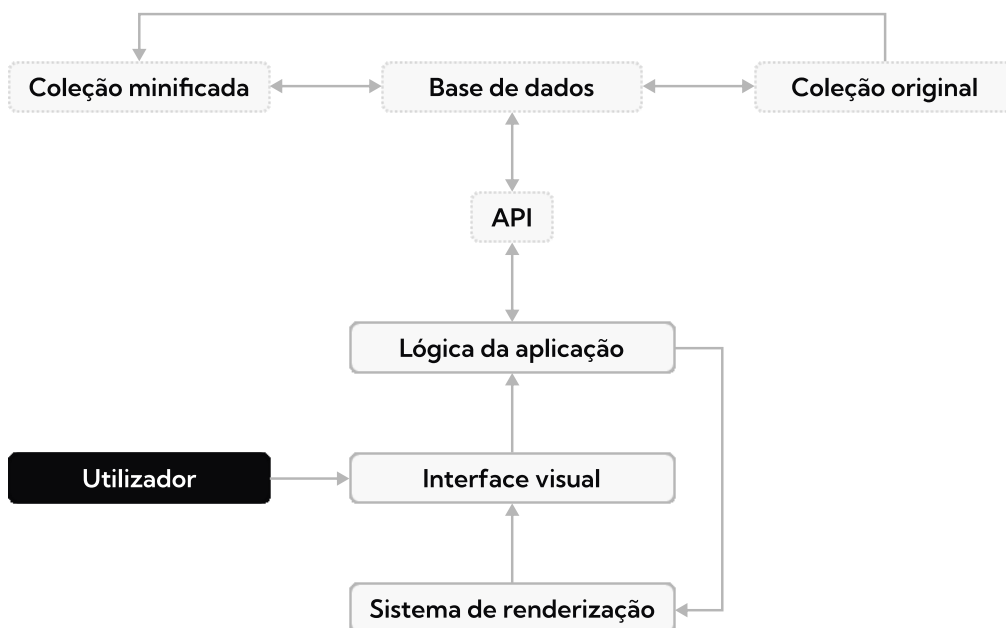 Coleção minificada
Base de dados
Coleção original
API
Lógica da aplicação
Utilizador
Interface visual
Sistema de renderização